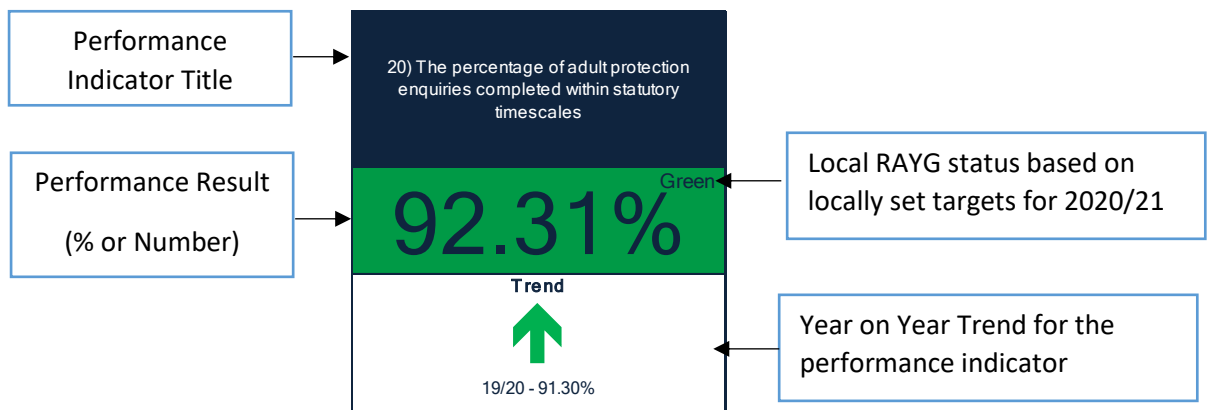 Performance
Indicator Title
20) The percentage of adult protection
enquiries completed within statutory
timescales
Performance Result
(% or Number)
Green
92.31%
Local RAYG status based on
locally set targets for 2020/21
Trend
19/20 - 91.30%
Year on Year Trend for the
performance indicator